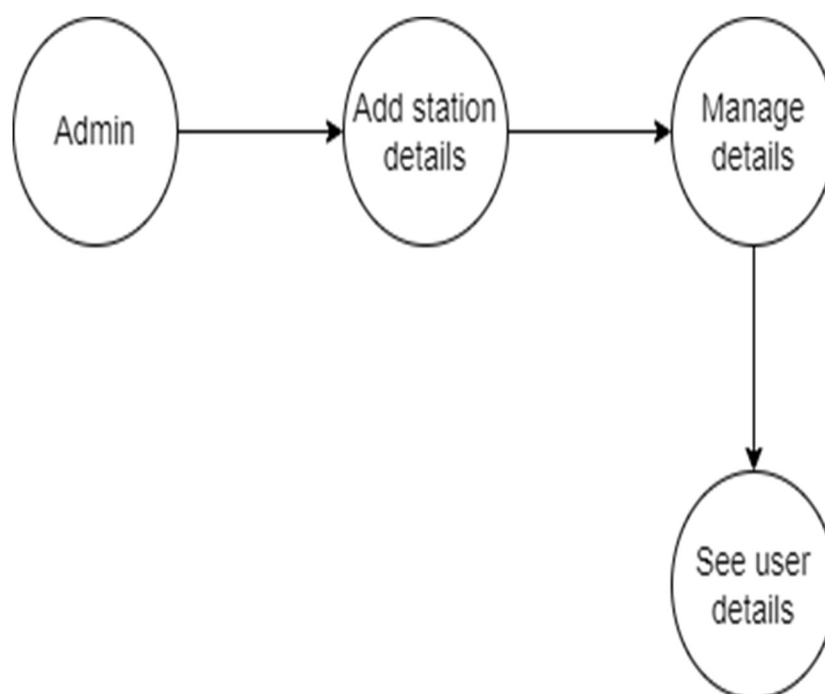 Admin
Add station
details
Manage
details
See user
details